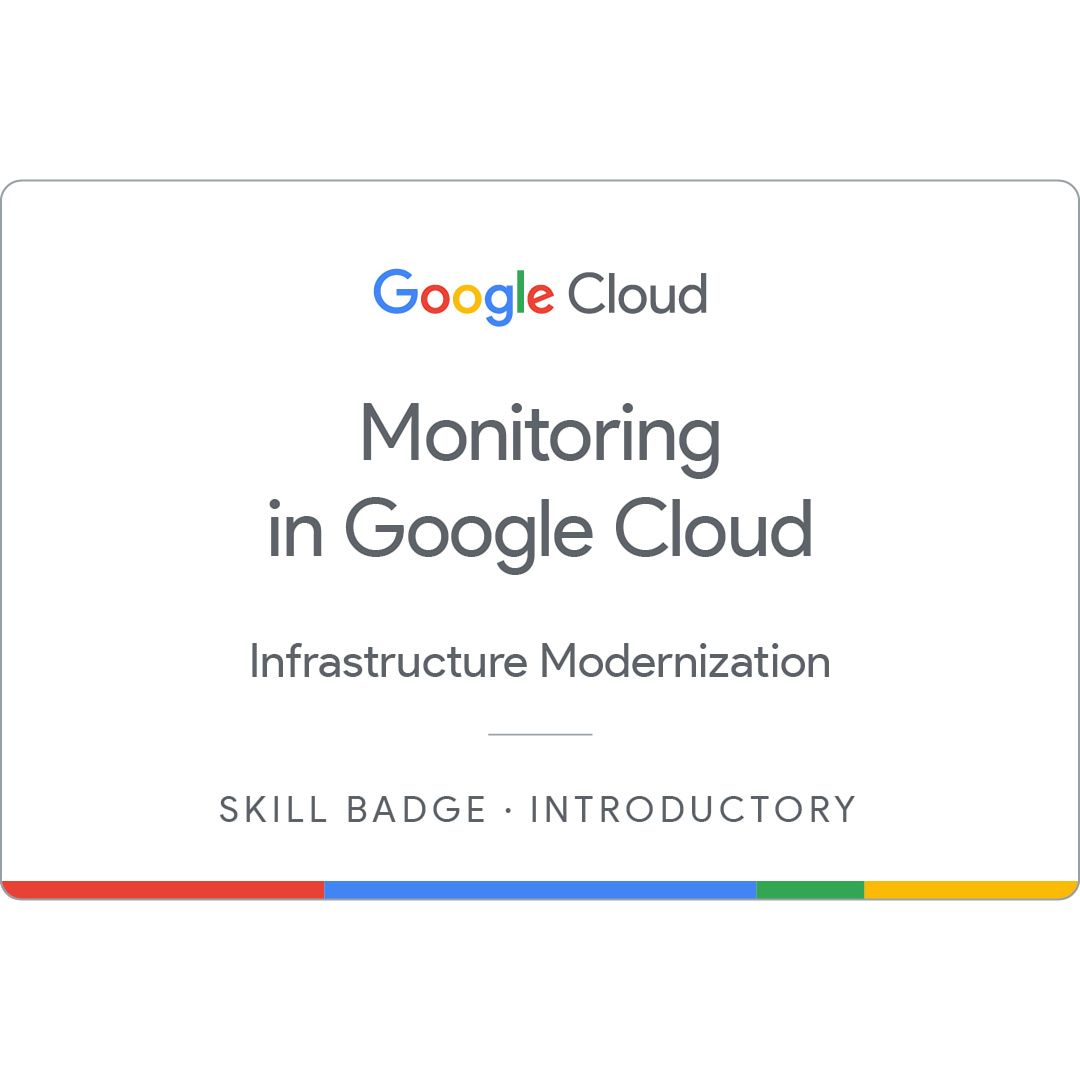 Google Cloud
Monitoring
in Google Cloud
Infrastructure Modernization
SKILL BADGE · INTRODUCTORY